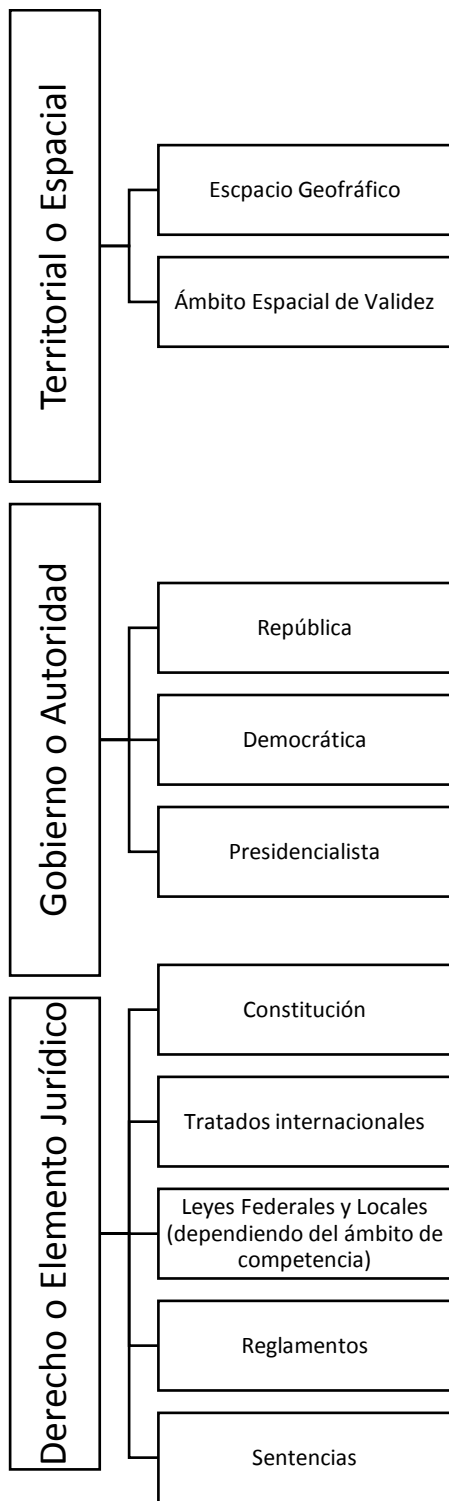 Territorial o Espacial
Escpacio Geofráfico
Ámbito Espacial de Validez
Gobierno o Autoridad
República
Democrática
Presidencialista
Derecho o Elemento Jurídico
Constitución
Tratados internacionales
Leyes Federales y Locales
(dependiendo del ámbito de
competencia)
Reglamentos
Sentencias